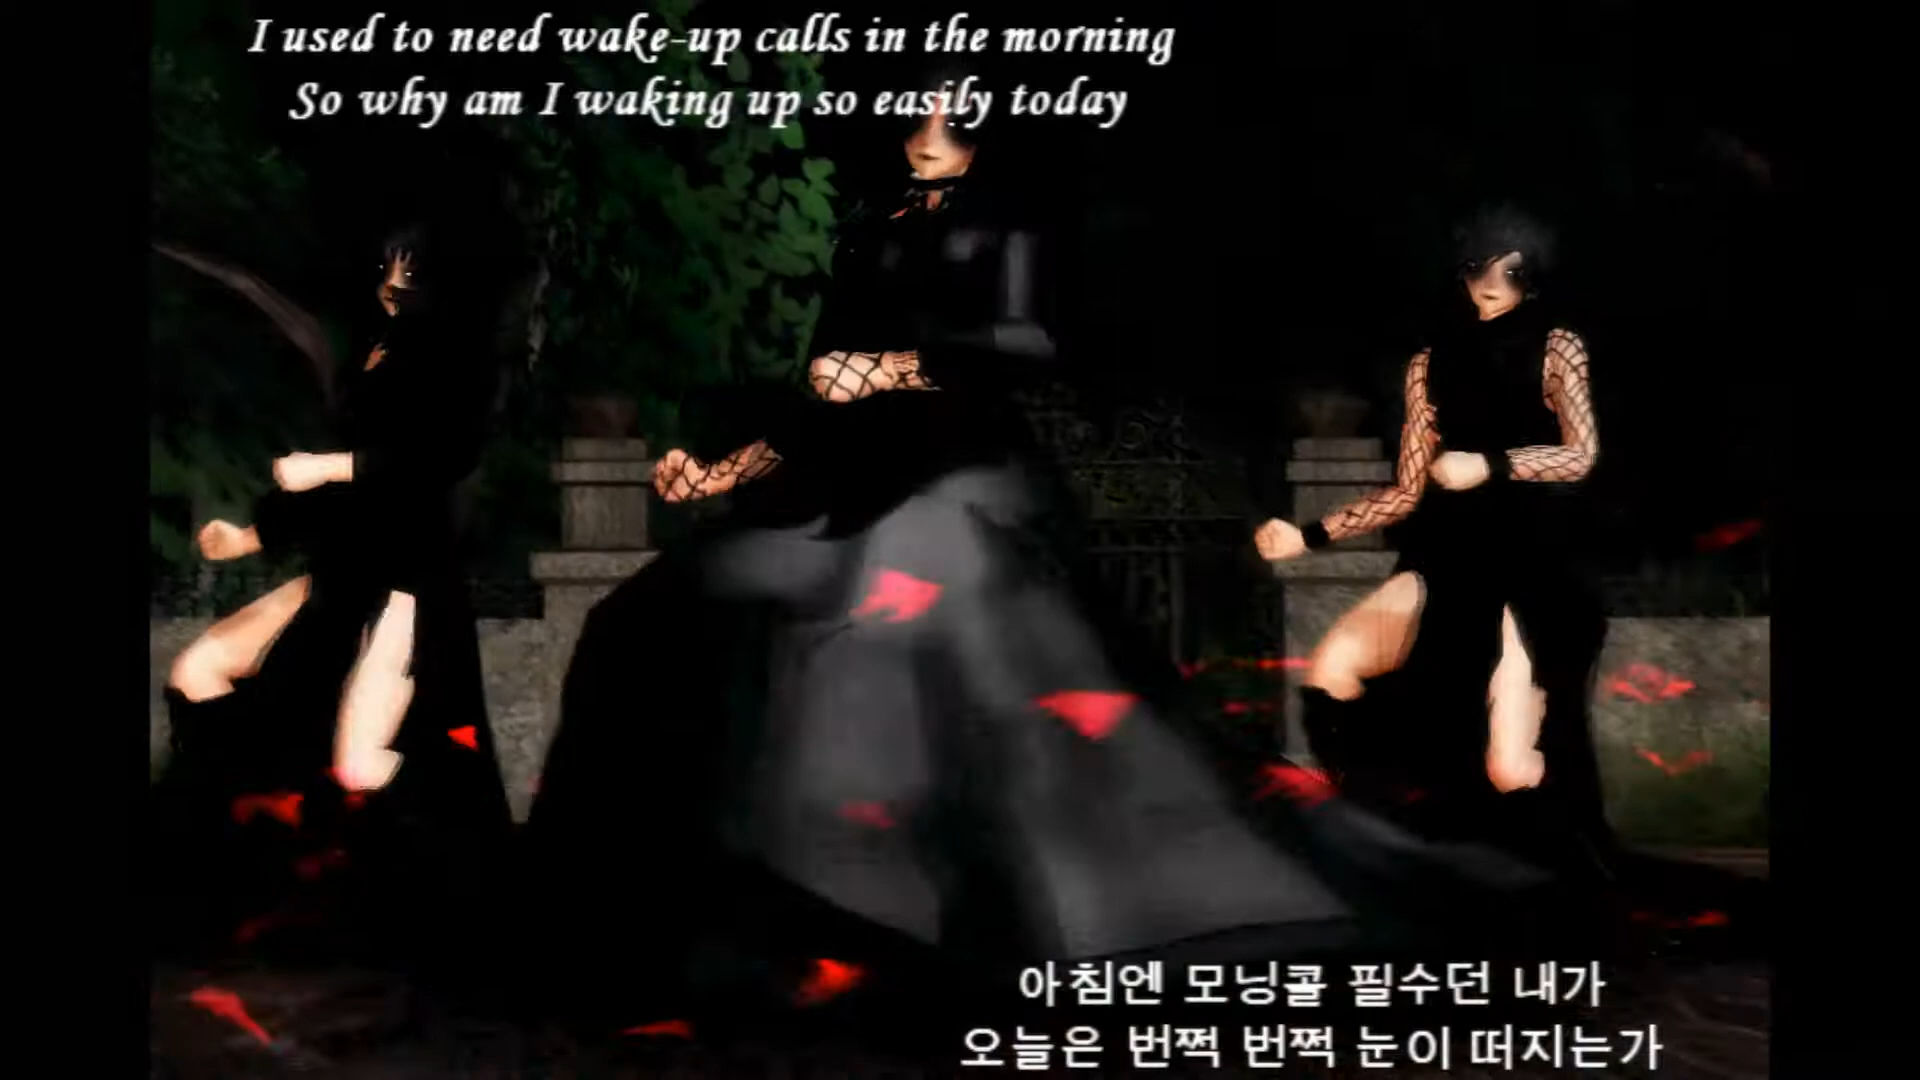 I used to need wake-up calls in the morning
So why am I waking up so easily today
아침엔 모닝콜 필수던 내가
오늘은 번쩍 번쩍 눈이 떠지는가